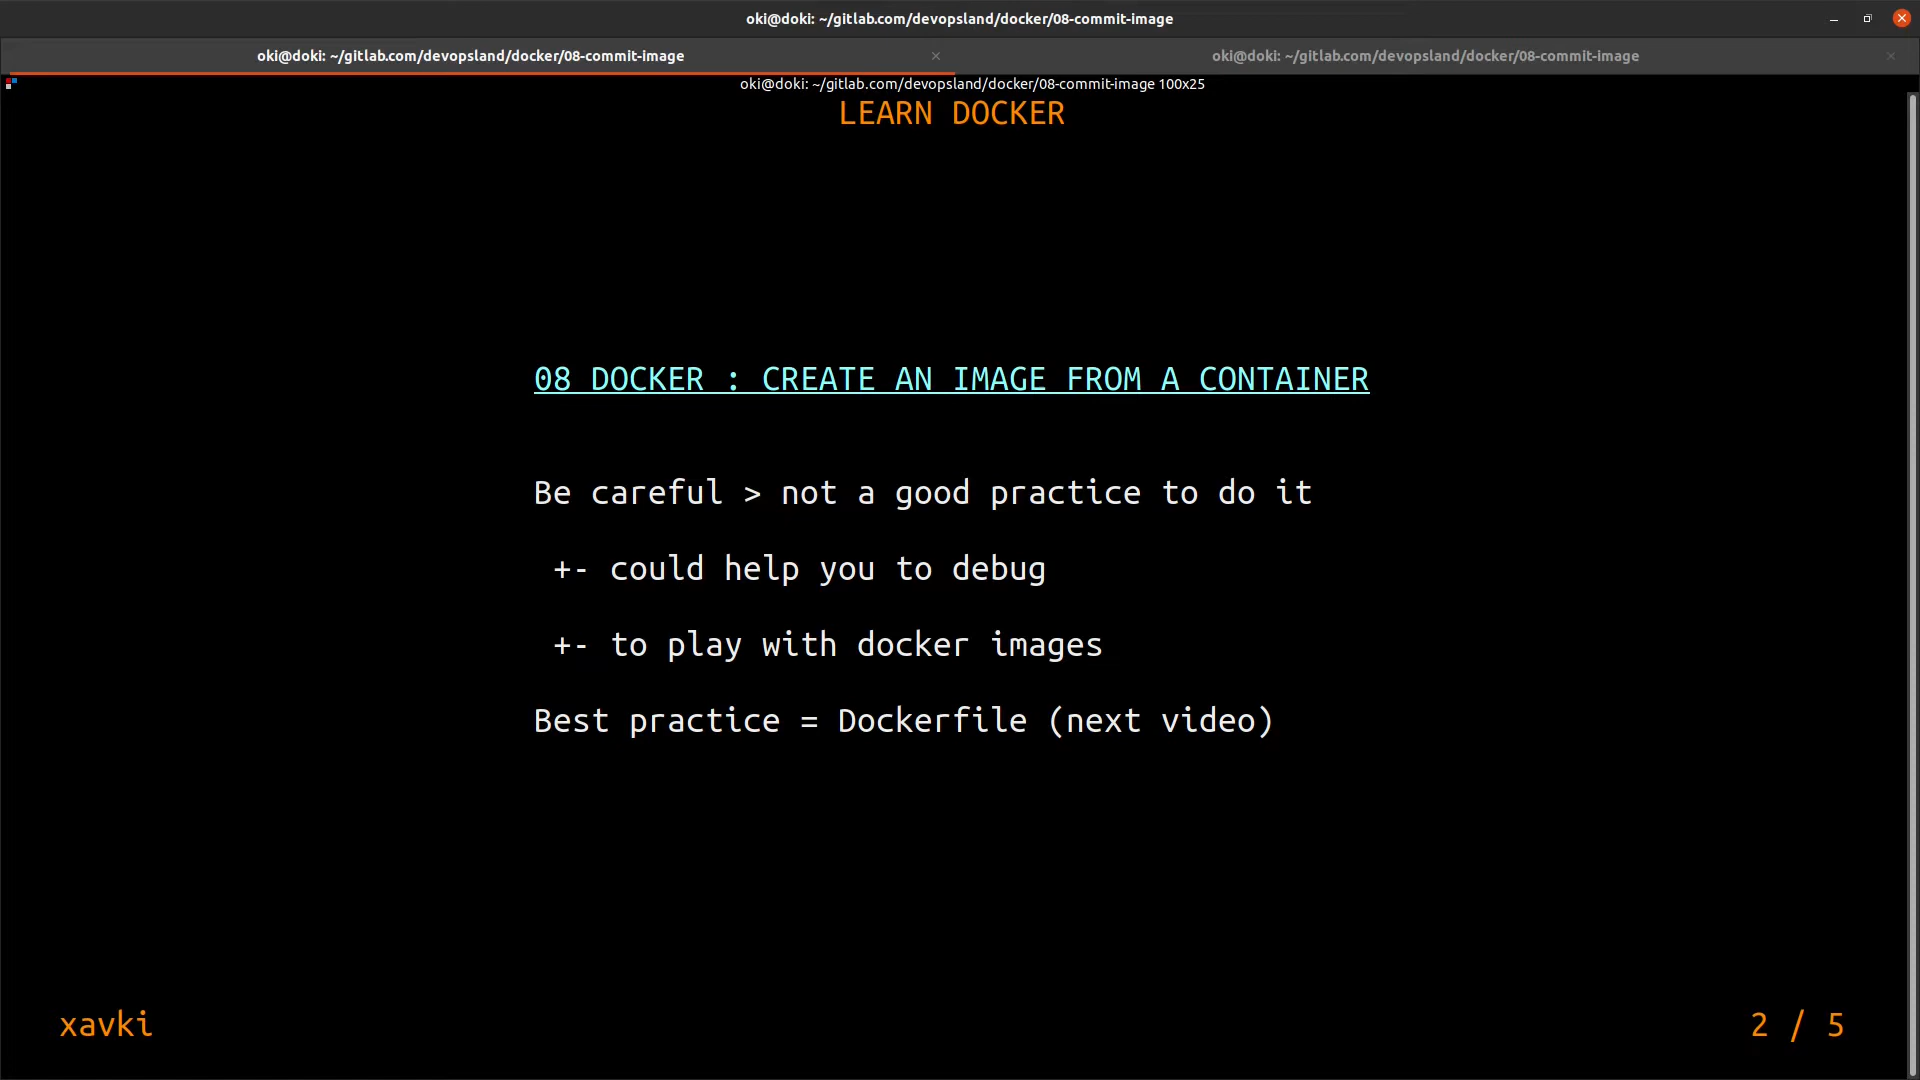 oki@doki: ~/gitlab.com/devopsland/docker/08-commit-image
oki@doki: ~/gitlab.com/devopsland/docker/08-commit-image
oki@doki: ~/gitlab.com/devopsland/docker/08-commit-image
oki@doki: ~/gitlab.com/devopsland/docker/08-commit-image 100x25
LEARN DOCKER
08 DOCKER : CREATE AN IMAGE FROM A CONTAINER
Be careful > not a good practice to do it
+- could help you to debug
+- to play with docker images
Best practice = Dockerfile (next video)
xavki
2 / 5